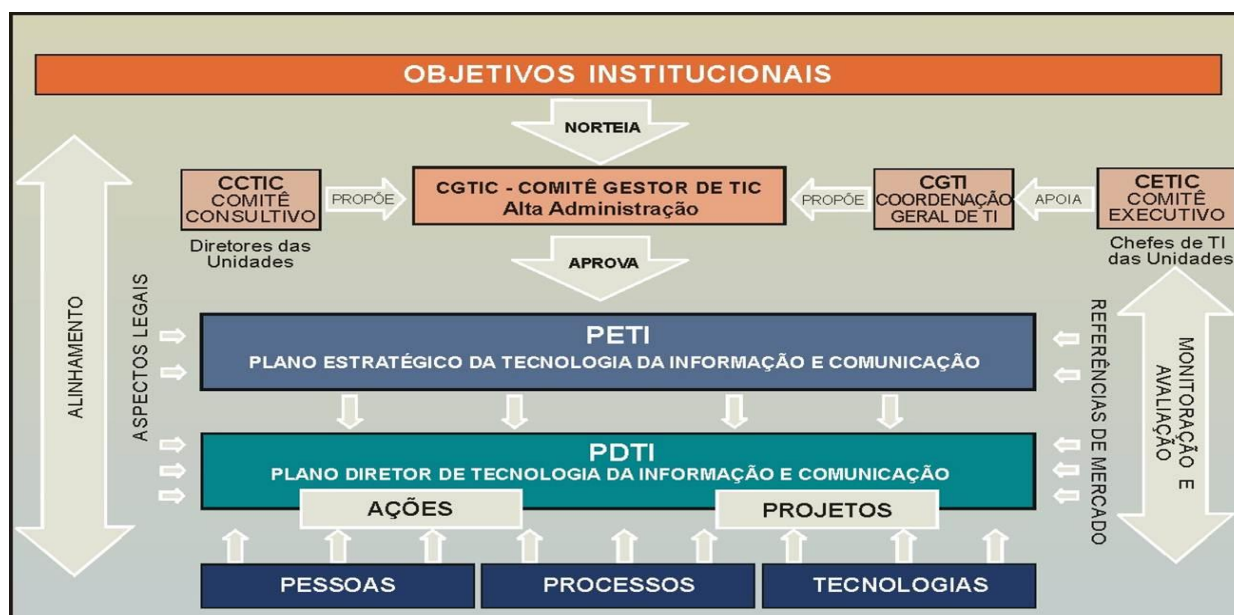 OBJETIVOS INSTITUCIONAIS
NORTEIA
CCTIC
COMITÊ
CONSULTIVO
Diretores das
Unidades
PROPÕE
CGTIC - COMITÊ GESTOR DE TIC
Alta Administração
PROPÕE
CGTI
COORDENAÇÃO
GERAL DE TI
APOIA
CETIC
COMITÊ
EXECUTIVO
Chefes de TI
das Unidades
APROVA
ALINHAMENTO
ASPECTOS LEGAIS
PETI
PLANO ESTRATÉGICO DA TECNOLOGIA DA INFORMAÇÃO E COMUNICAÇÃO
PDTI
PLANO DIRETOR DE TECNOLOGIA DA INFORMAÇÃO E COMUNICAÇÃO
AÇÕES
PROJETOS
REFERÊNCIAS DE MERCADO
MONITORAÇÃO E
AVALIAÇÃO
PESSOAS
PROCESSOS
TECNOLOGIAS